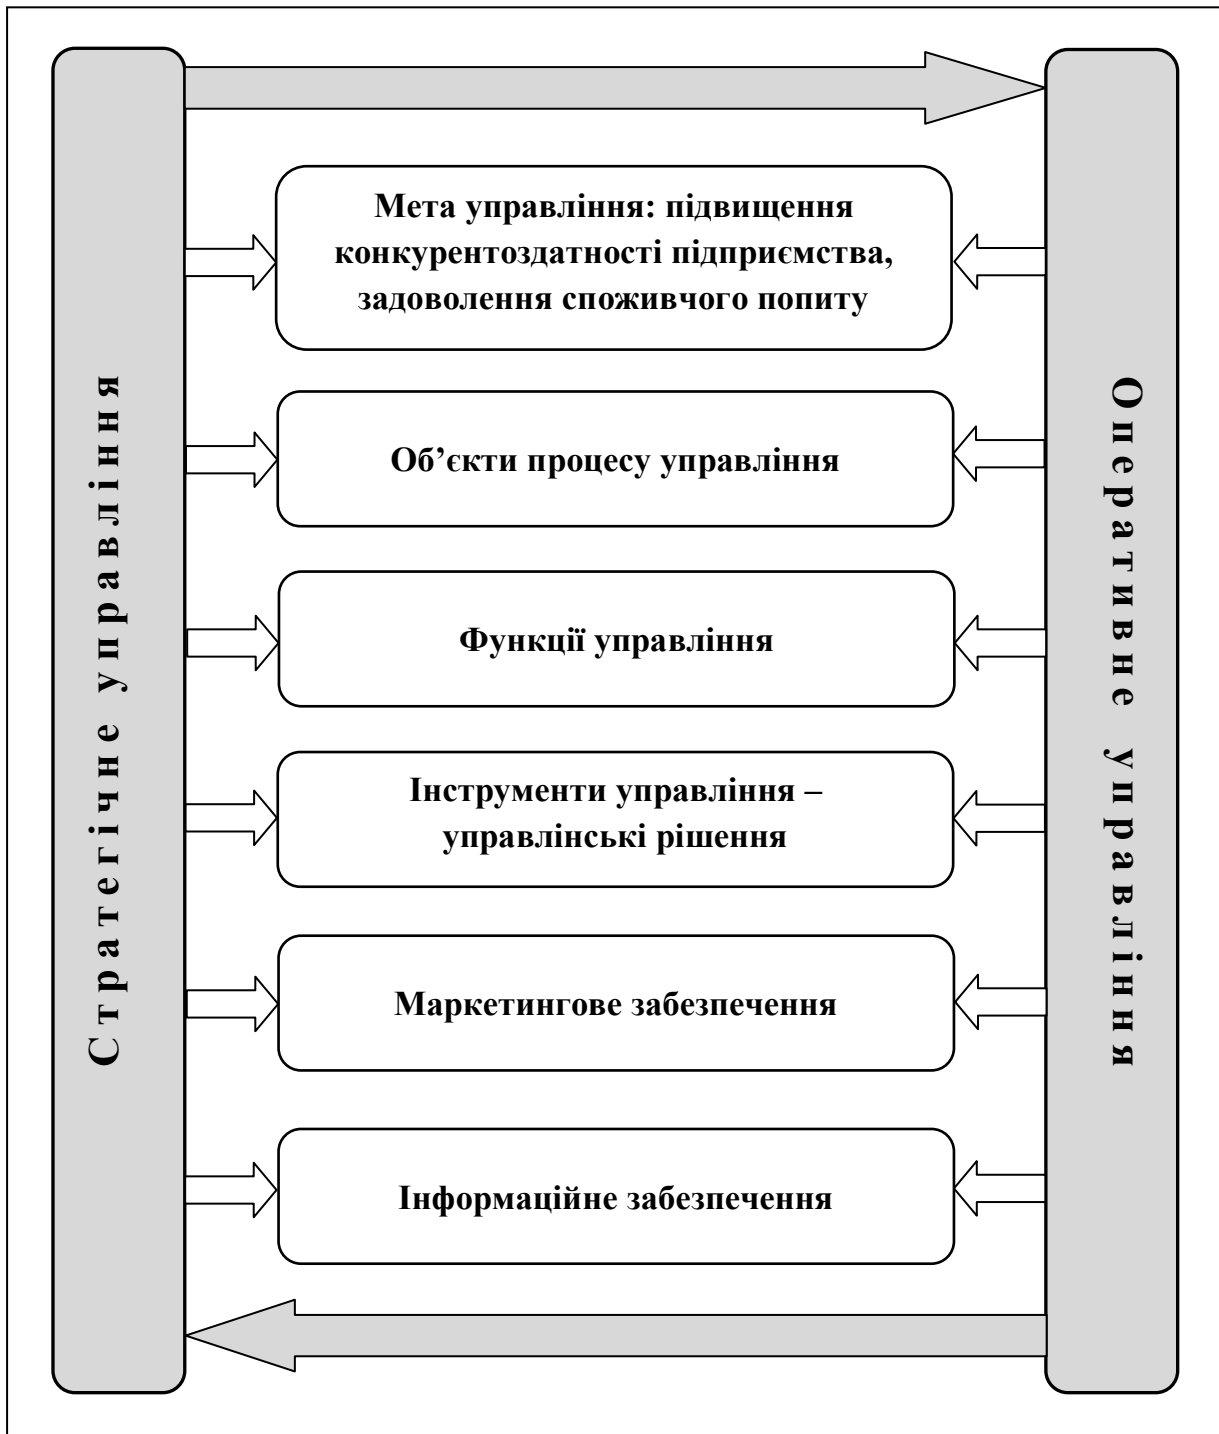 Стратегічне управління
Мета управління: підвищення
конкурентоздатності підприємства,
задоволення споживчого попиту
Об’єкти процесу управління
Функції управління
Інструменти управління –
управлінські рішення
Маркетингове забезпечення
Інформаційне забезпечення
Оперативне управління